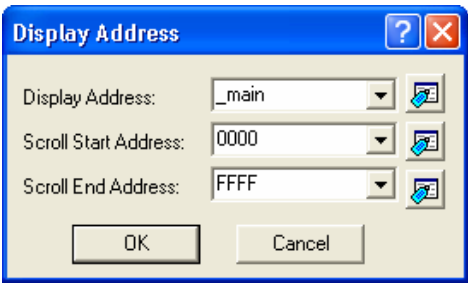 Display Address
Display Address: _main
Scroll Start Address: 0000
Scroll End Address: FFFF
OK Cancel